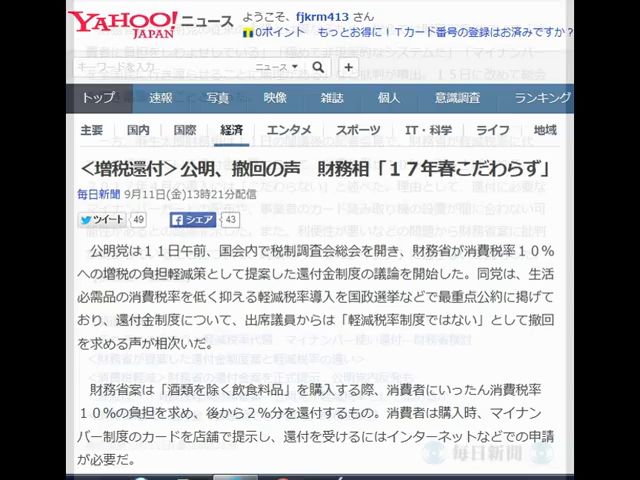 YAHOO! JAPAN ニュース
ようこそ、fjkrm413 さん
0ポイント もっとお得にＩＴカード番号の登録はお済みですか？
キーワードを入力 ニュース +
トップ 速報 写真 映像 雑誌 個人 意識調査 ランキング
主要 国内 国際 経済 エンタメ スポーツ IT・科学 ライフ 地域
＜増税還付＞公明、撤回の声 財務相「１７年春こだわらず」
毎日新聞 9月11日(金)13時21分配信
ツイート 49 シェア 43
公明党は１１日午前、国会内で税制調査会総会を開き、財務省が消費税率１０％
への増税の負担軽減策として提案した還付金制度の議論を開始した。同党は、生活
必需品の消費税率を低く抑える軽減税率導入を国政選挙などで最重点公約に掲げて
おり、還付金制度について、出席議員からは「軽減税率制度ではない」として撤回
を求める声が相次いだ。
財務省案は「酒類を除く飲食料品」を購入する際、消費者にいったん消費税率
１０％の負担を求め、後から２％分を還付するもの。消費者は購入時、マイナン
バー制度のカードを店舗で提示し、還付を受けるにはインターネットなどでの申請
が必要だ。
毎日新聞